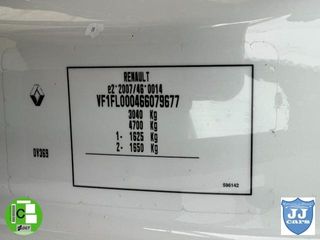 RENAULT
e2*2007/46*0014
VF1FL000466079677
3040 Kg
4700 Kg
1- 1625 Kg
2- 1650 Kg
OV369
596142
C
JJ
cars